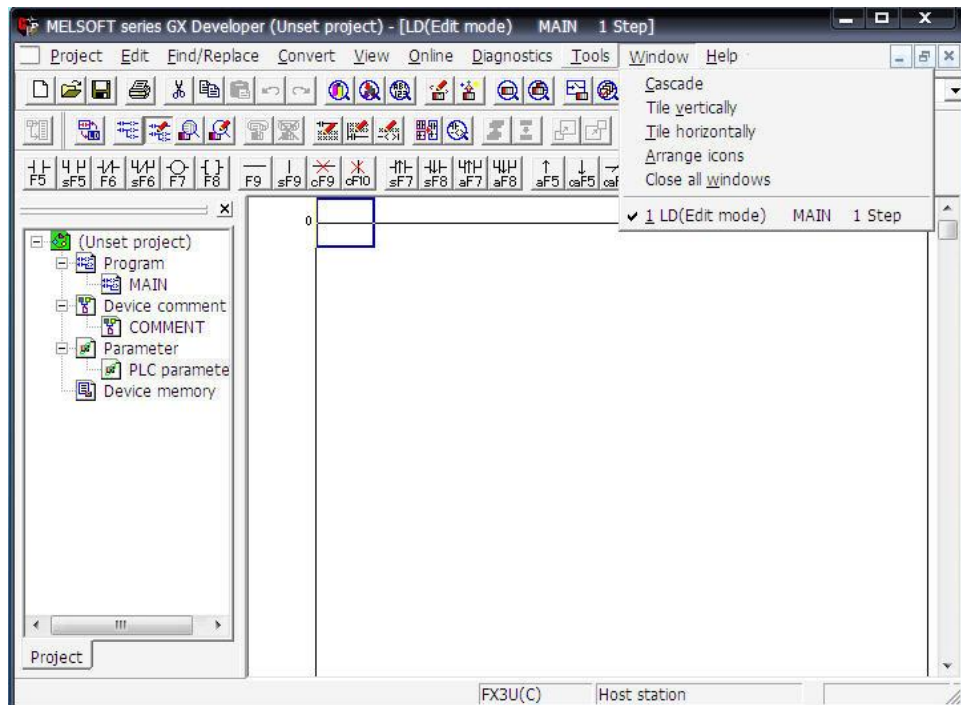 MELSOFT series GX Developer (Unset project) - [LD(Edit mode) MAIN 1 Step]
Project Edit Find/Replace Convert View Online Diagnostics Tools Window Help
Cascade
Tile vertically
Tile horizontally
Arrange icons
Close all windows
1 LD(Edit mode) MAIN 1 Step
F5 sF5 F6 sF6 F7 F8 F9 sF9 cF9 cF10 sF7 sF8 aF7 aF8 aF5 caF5
0
(Unset project)
Program
MAIN
Device comment
COMMENT
Parameter
PLC paramete
Device memory
Project
FX3U(C) Host station